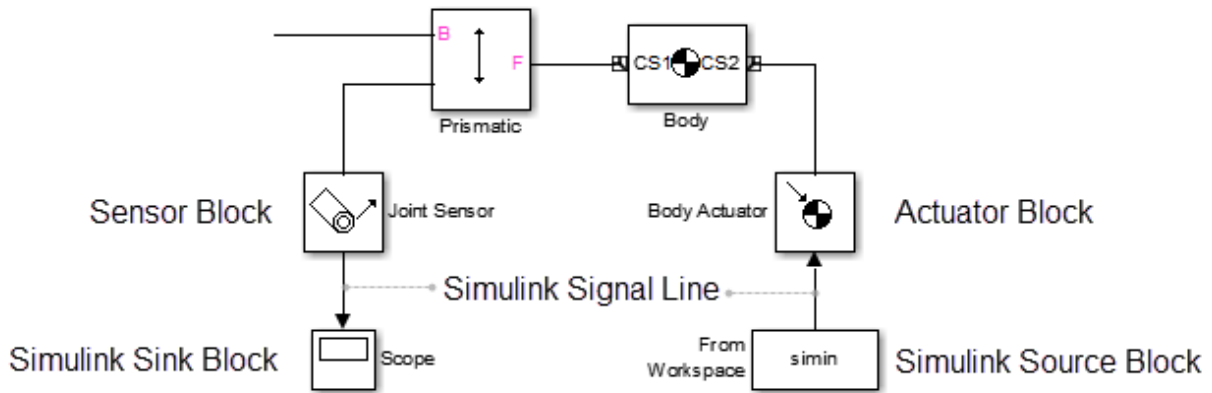 B
F
Prismatic
CS1 CS2
Body
Sensor Block
Joint Sensor
Body Actuator
Actuator Block
Simulink Signal Line
Simulink Sink Block
Scope
From
Workspace
simin
Simulink Source Block